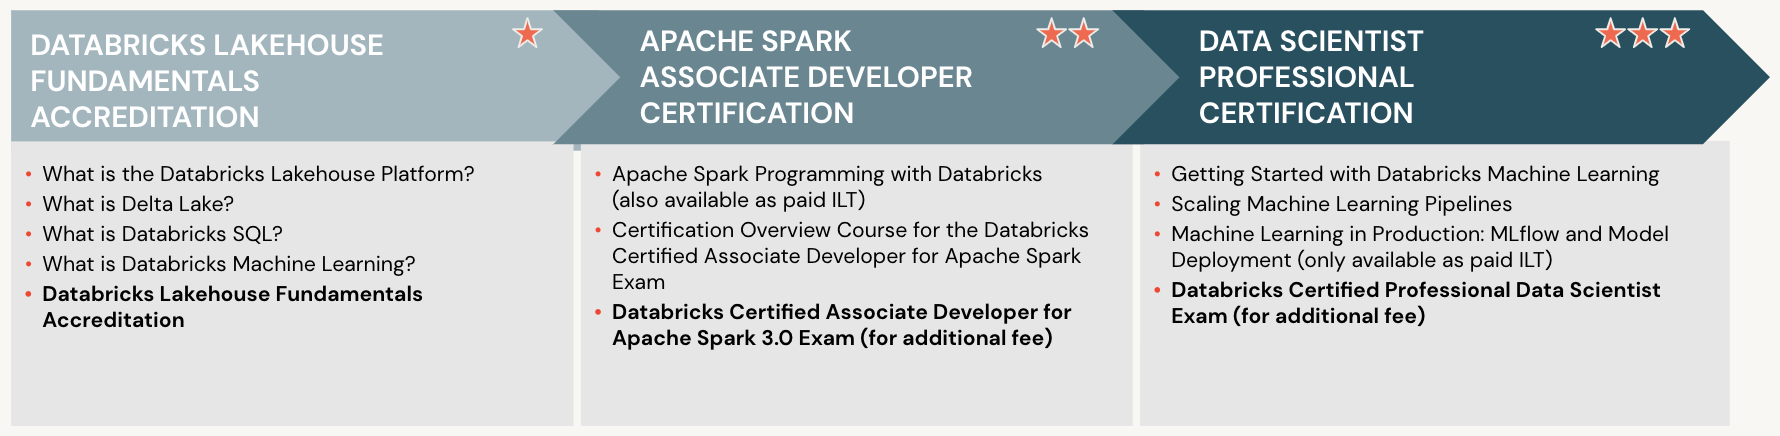 DATABRICKS LAKEHOUSE
FUNDAMENTALS
ACCREDITATION
• What is the Databricks Lakehouse Platform?
• What is Delta Lake?
• What is Databricks SQL?
• What is Databricks Machine Learning?
• Databricks Lakehouse Fundamentals
Accreditation
APACHE SPARK
ASSOCIATE DEVELOPER
CERTIFICATION
• Apache Spark Programming with Databricks
(also available as paid ILT)
• Certification Overview Course for the Databricks
Certified Associate Developer for Apache Spark
Exam
• Databricks Certified Associate Developer for
Apache Spark 3.0 Exam (for additional fee)
DATA SCIENTIST
PROFESSIONAL
CERTIFICATION
• Getting Started with Databricks Machine Learning
• Scaling Machine Learning Pipelines
• Machine Learning in Production: MLflow and Model
Deployment (only available as paid ILT)
• Databricks Certified Professional Data Scientist
Exam (for additional fee)